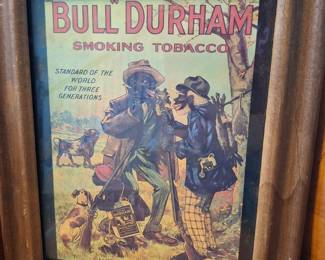 BULL DURHAM
SMOKING TOBACCO
STANDARD OF THE
WORLD
FOR THREE
GENERATIONS